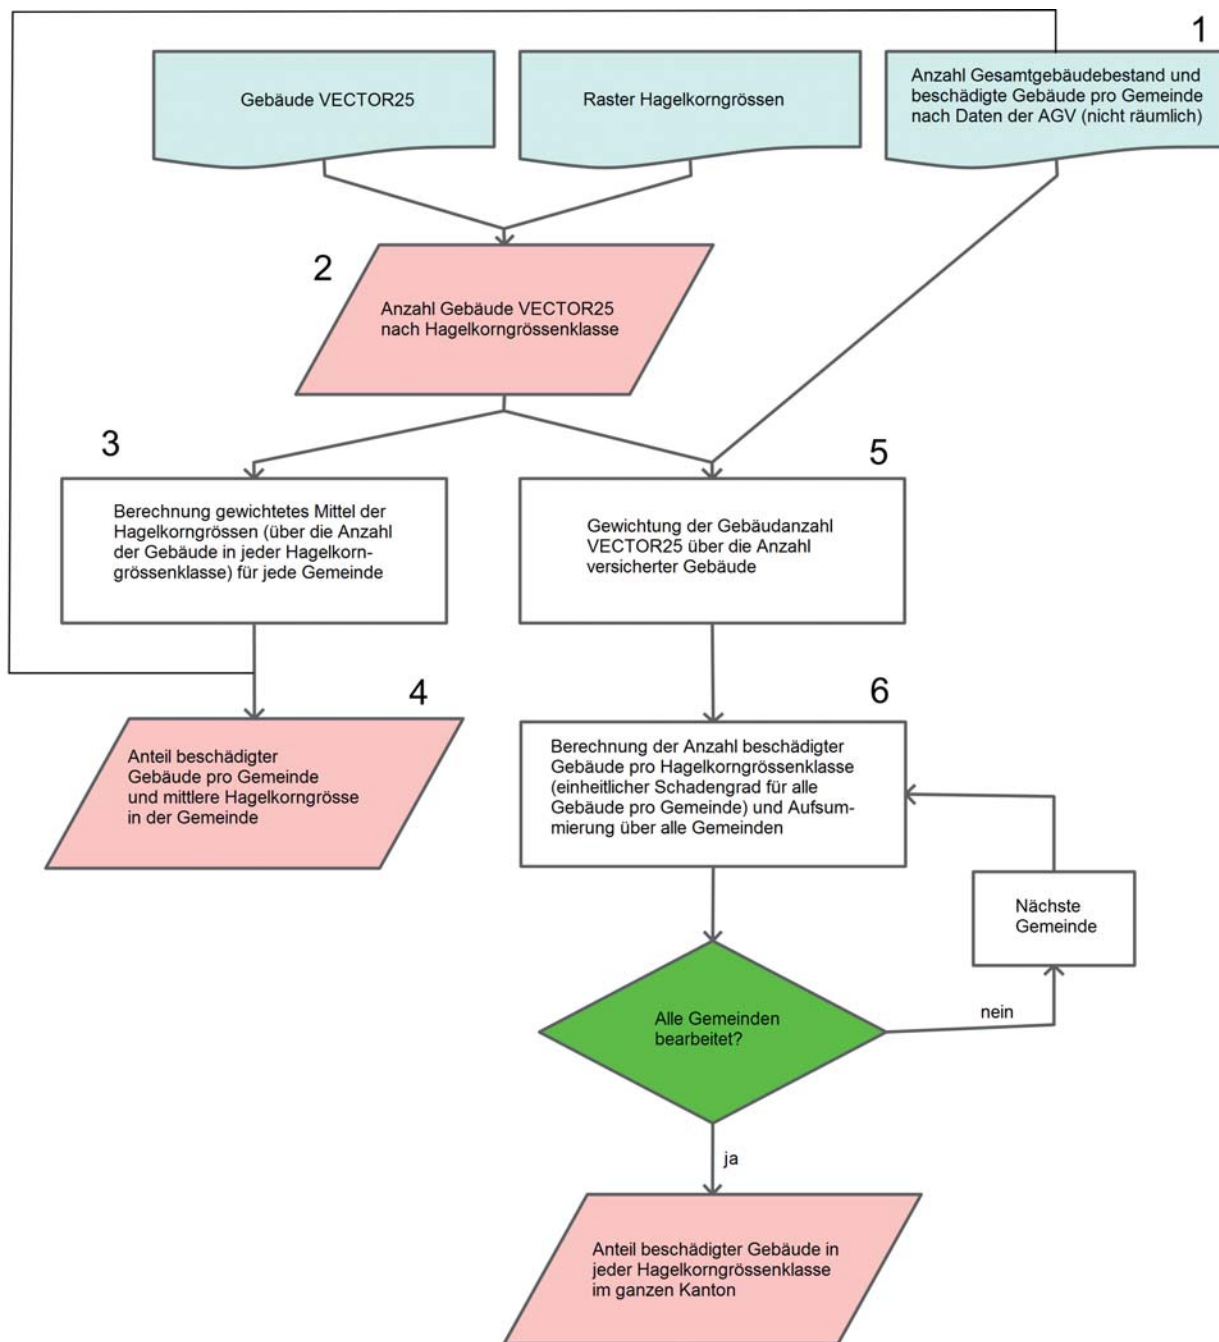 1
Gebäude VECTOR25
Raster Hagelkorngrössen
Anzahl Gesamtgebäudebestand und
beschädigte Gebäude pro Gemeinde
nach Daten der AGV (nicht räumlich)
2
Anzahl Gebäude VECTOR25
nach Hagelkorngrössenklasse
3
Berechnung gewichtetes Mittel der
Hagelkorngrössen (über die Anzahl
der Gebäude in jeder Hagelkorn-
grössenklasse) für jede Gemeinde
5
Gewichtung der Gebäudanzahl
VECTOR25 über die Anzahl
versicherter Gebäude
4
Anteil beschädigter
Gebäude pro Gemeinde
und mittlere Hagelkorngrösse
in der Gemeinde
6
Berechnung der Anzahl beschädigter
Gebäude pro Hagelkorngrössenklasse
(einheitlicher Schadengrad für alle
Gebäude pro Gemeinde) und Aufsum-
mierung über alle Gemeinden
Nächste
Gemeinde
Alle Gemeinden
bearbeitet?
nein
ja
Anteil beschädigter Gebäude in
jeder Hagelkorngrössenklasse
im ganzen Kanton